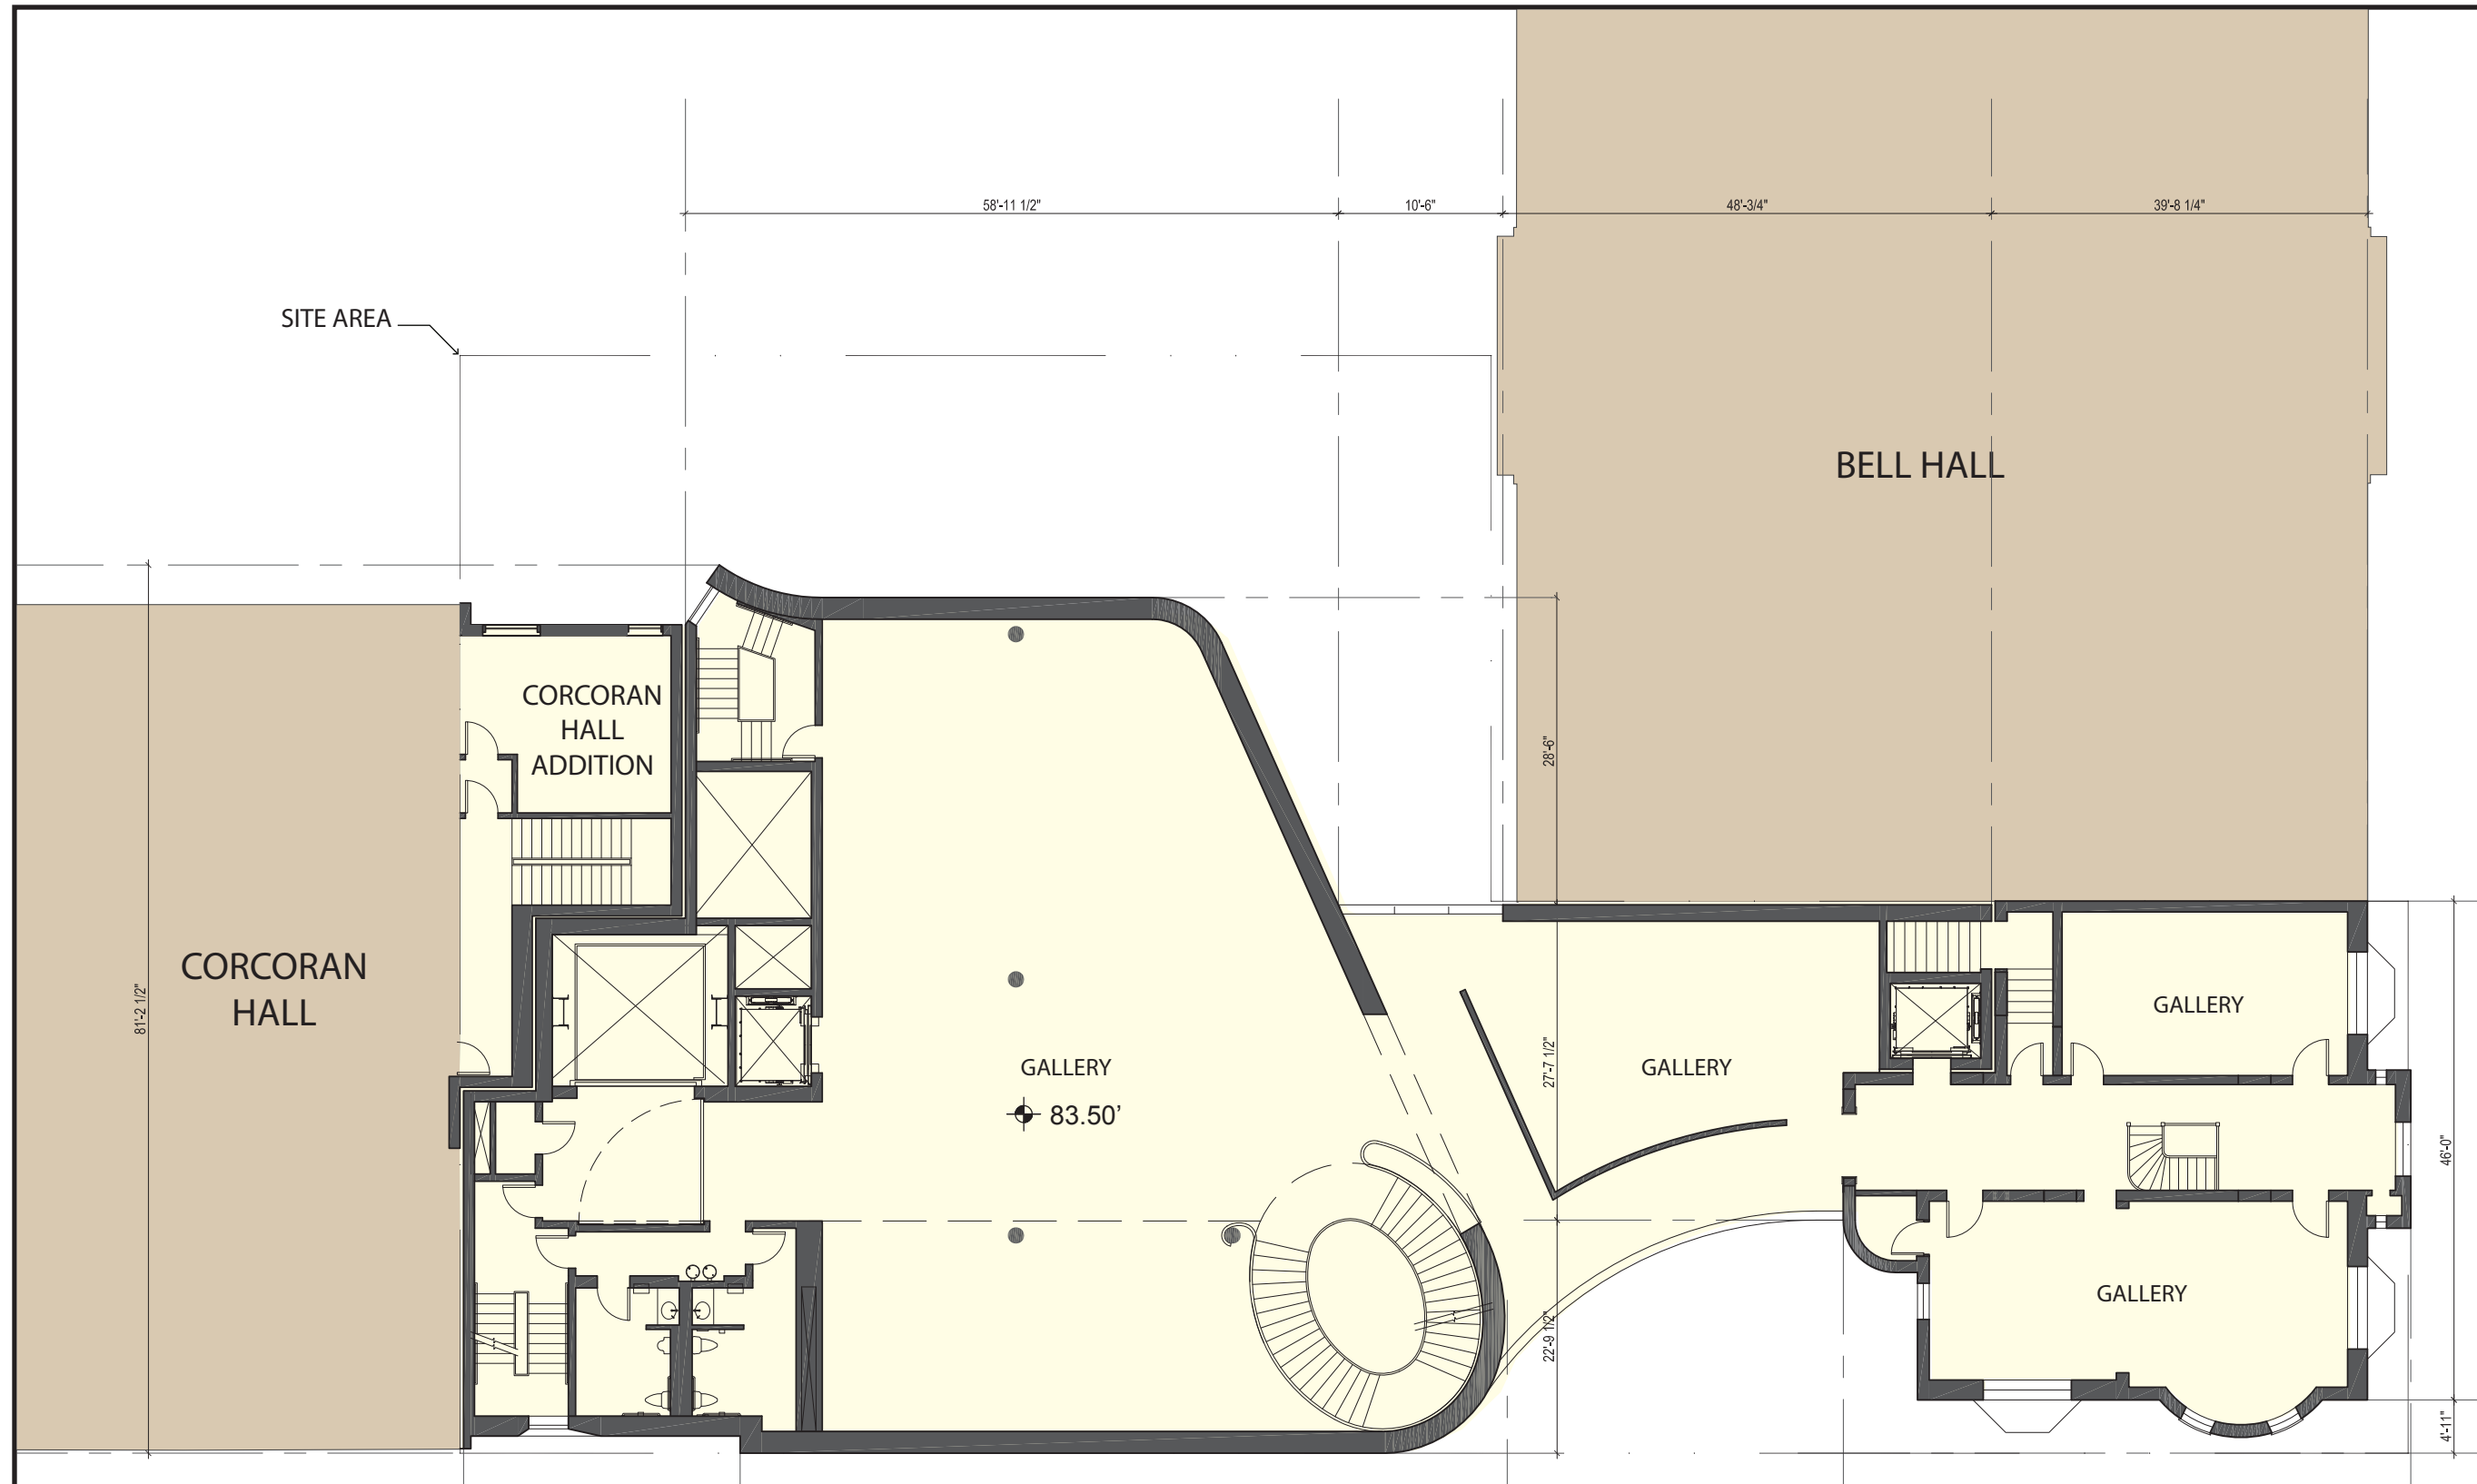 58'-11 1/2"
10'-6"
48'-3/4"
39'-8 1/4"
SITE AREA
BELL HALL
CORCORAN
HALL
ADDITION
28'-6"
CORCORAN
HALL
81'-2 1/2"
GALLERY
83.50'
GALLERY
27'-7 1/2"
GALLERY
46'-0"
GALLERY
22'-9 1/2"
4'-11"